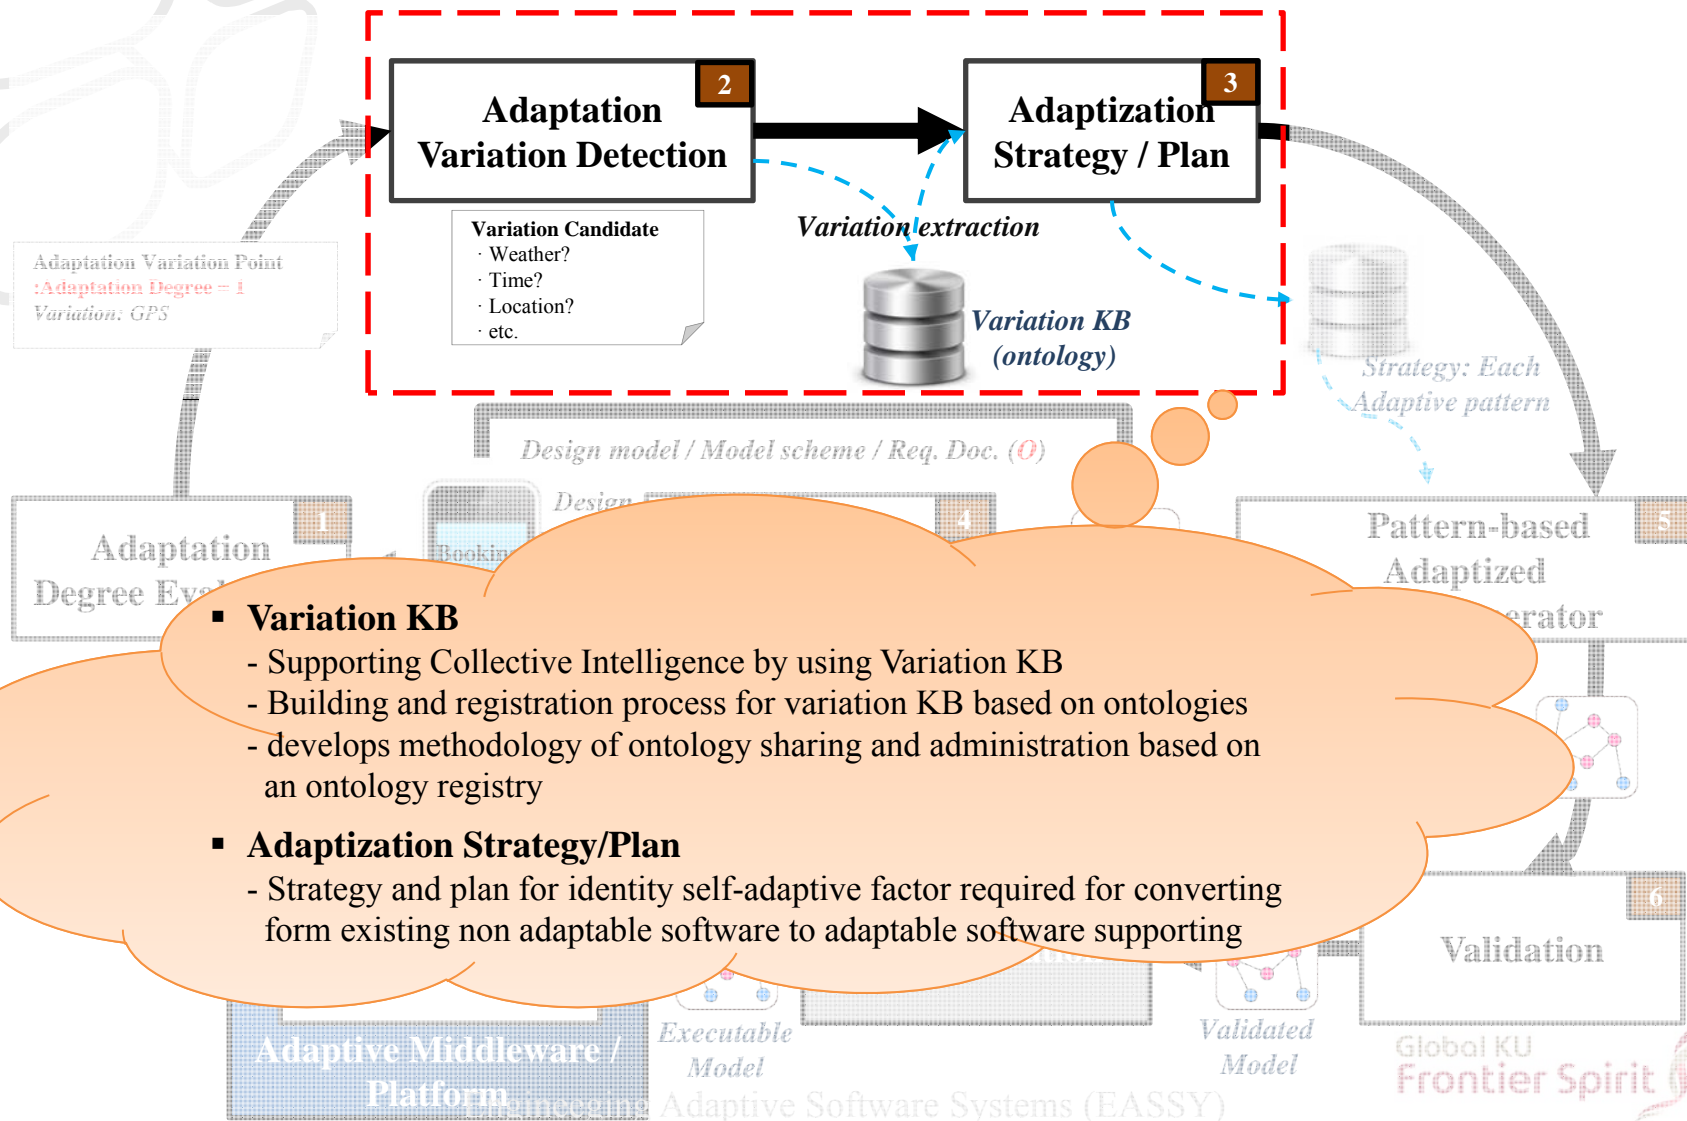 2
Adaptation
Variation Detection
3
Adaptization
Strategy / Plan
Variation Candidate
· Weather?
· Time?
· Location?
· etc.
Variation extraction
Variation KB
(ontology)
Adaptation Variation Point
:Adaptation Degree = 1
Variation: GPS
Strategy: Each
Adaptive pattern
Design model / Model scheme / Req. Doc. (O)
Design
1
Adaptation
Degree
Booking
4
5
Pattern-based
Adaptized
erator
▪ Variation KB
- Supporting Collective Intelligence by using Variation KB
- Building and registration process for variation KB based on ontologies
- develops methodology of ontology sharing and administration based on
an ontology registry
▪ Adaptization Strategy/Plan
- Strategy and plan for identity self-adaptive factor required for converting
form existing non adaptable software to adaptable software supporting
6
Validation
Executable
Model
Validated
Model
Adaptive Middleware /
Platform
Engineering Adaptive Software Systems (EASSY)
Global KU
Frontier Spirit